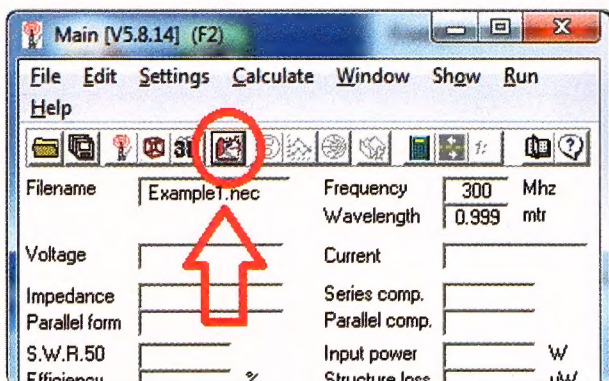 Main [V5.8.14] (F2)
File Edit Settings Calculate Window Show Run
Help
3D
Filename Example1.nec Frequency 300 Mhz
Wavelength 0.999 mtr
Voltage Current
Impedance Series comp.
Parallel form Parallel comp.
S.W.R.50 Input power W
Efficiency % Structure loss uW